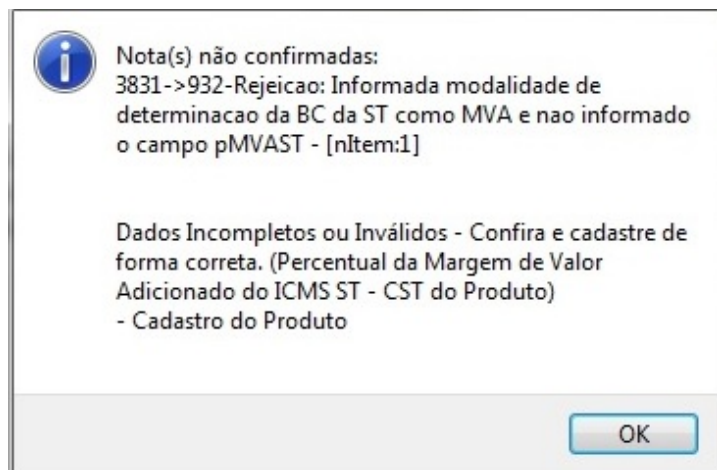 Nota(s) não confirmadas:
3831->932-Rejeicao: Informada modalidade de
determinacao da BC da ST como MVA e nao informado
o campo pMVAST - [nItem:1]
Dados Incompletos ou Inválidos - Confira e cadastre de
forma correta. (Percentual da Margem de Valor
Adicionado do ICMS ST - CST do Produto)
- Cadastro do Produto
OK